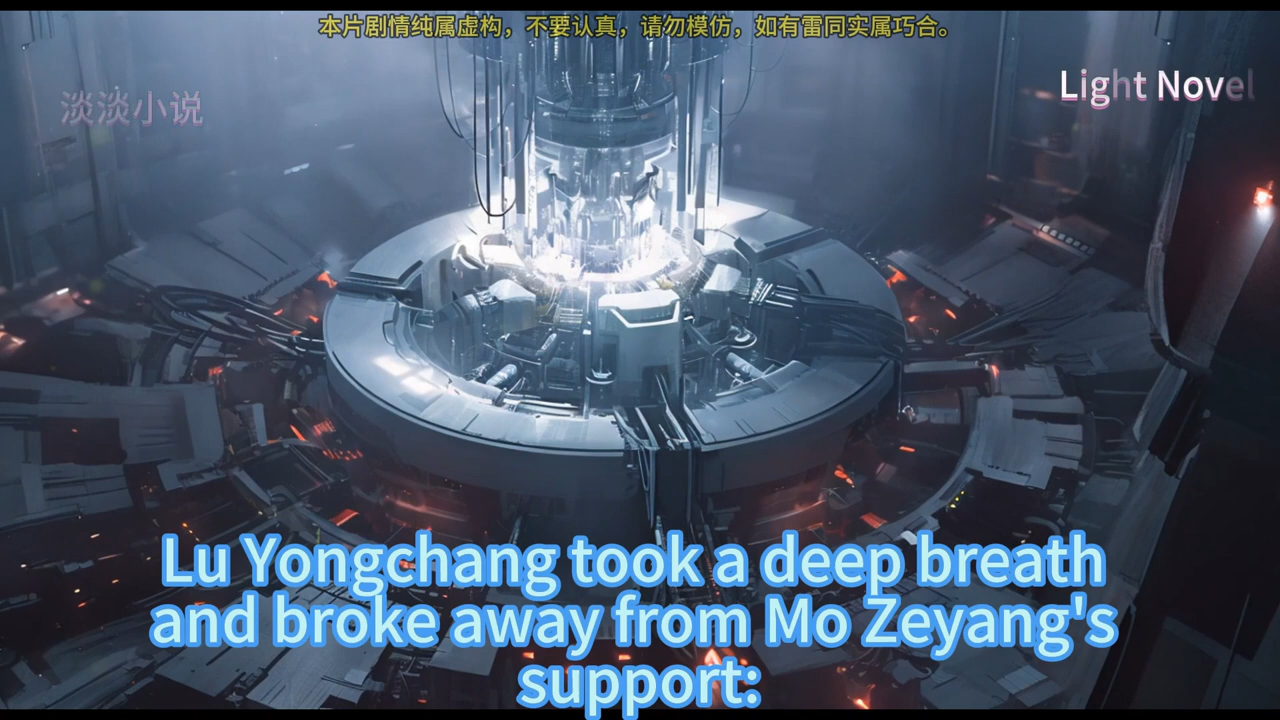 本片剧情纯属虚构，不要认真，请勿模仿，如有雷同实属巧合。
淡淡小说
Light Novel
Lu Yongchang took a deep breath
and broke away from Mo Zeyang's
support: